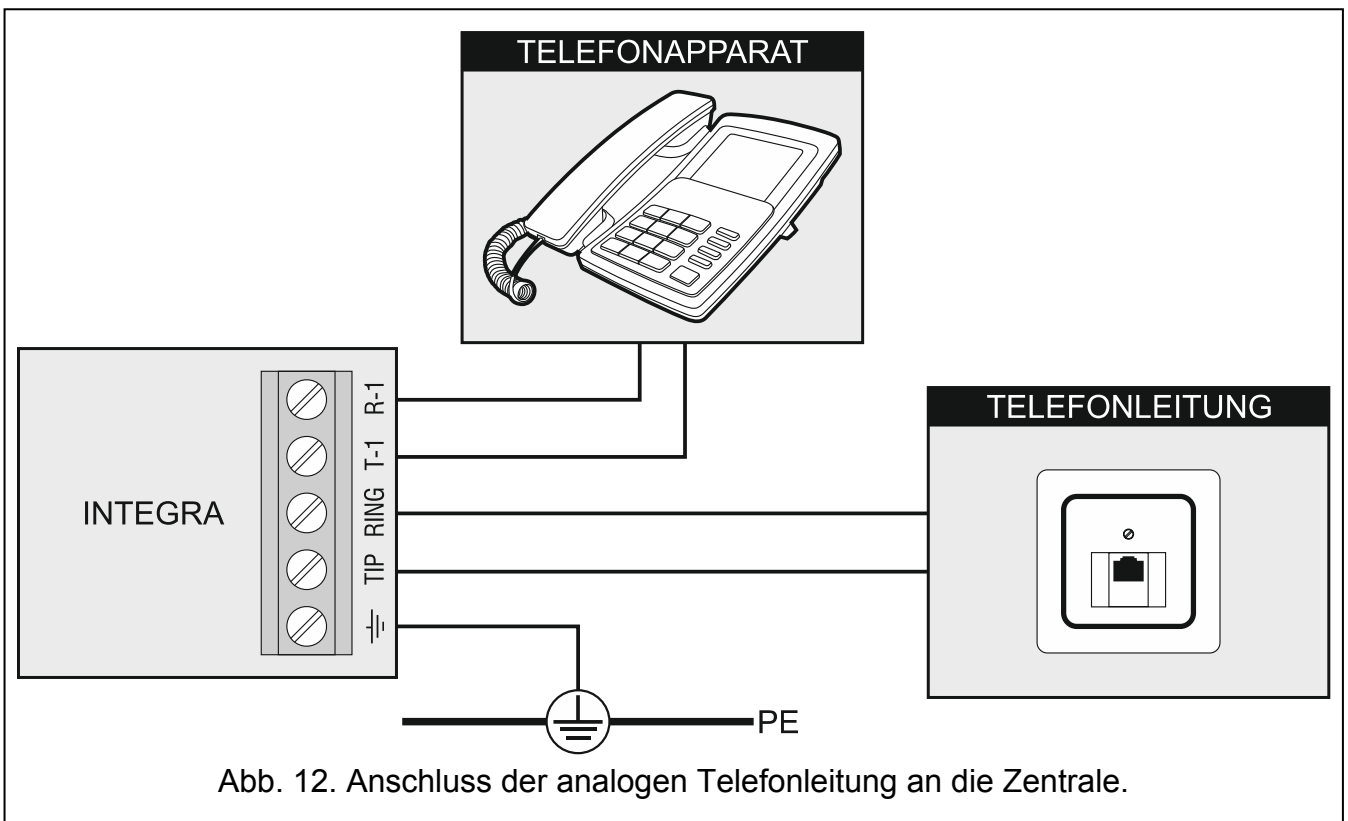 TELEFONAPPARAT
INTEGRA
R-1
T-1
RING
TIP
TELEFONLEITUNG
PE
Abb. 12. Anschluss der analogen Telefonleitung an die Zentrale.